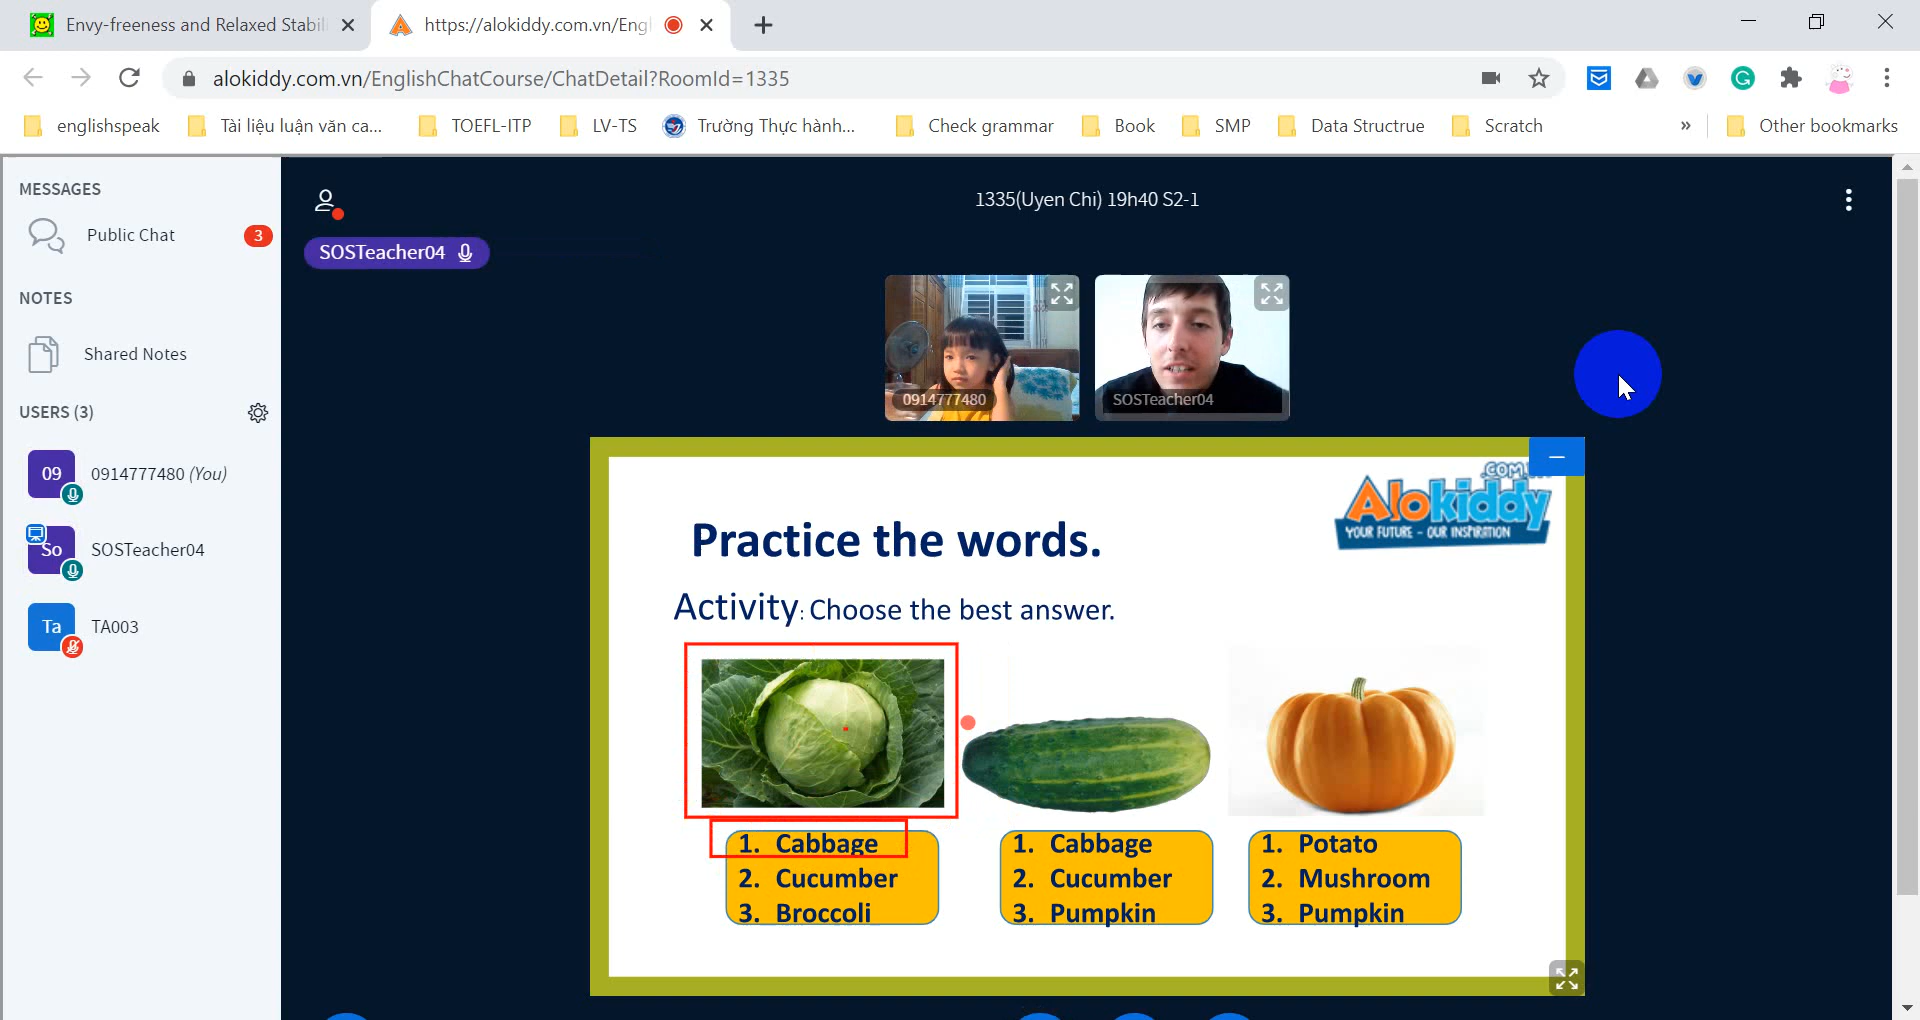 Envy-freeness and Relaxed Stabil
https://alokiddy.com.vn/Engl
alokiddy.com.vn/EnglishChatCourse/ChatDetail?RoomId=1335
englishspeak
Tài liệu luận văn ca...
TOEFL-ITP
LV-TS
Trường Thực hành...
Check grammar
Book
SMP
Data Structrue
Scratch
»
Other bookmarks
MESSAGES
Public Chat
3
NOTES
Shared Notes
USERS (3)
09
0914777480 (You)
So
SOSTeacher04
Ta
TA003
1335(Uyen Chi) 19h40 S2-1
SOSTeacher04
0914777480
SOSTeacher04
.com.
Alokiddy
YOUR FUTURE - OUR INSPIRATION
Practice the words.
Activity: Choose the best answer.
1. Cabbage
2. Cucumber
3. Broccoli
1. Cabbage
2. Cucumber
3. Pumpkin
1. Potato
2. Mushroom
3. Pumpkin